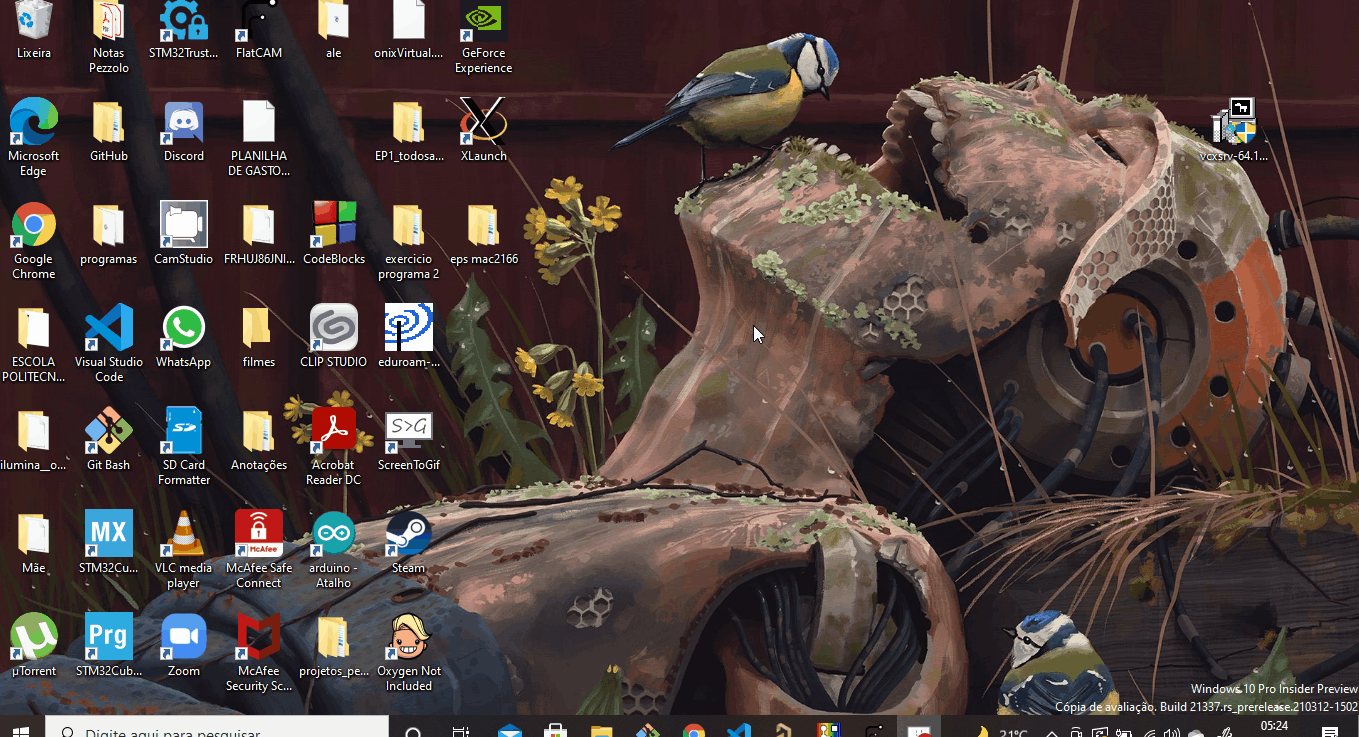 Lixeira
Notas
Pezzolo
STM32Trust...
FlatCAM
ale
onixVirtual....
GeForce
Experience
Microsoft
Edge
GitHub
Discord
PLANILHA
DE GASTO...
EP1_todosa...
XLaunch
vcxsrv-64.1...
Google
Chrome
programas
CamStudio
FRHUJ86JNI...
CodeBlocks
exercicio
programa 2
eps mac2166
ESCOLA
POLITECN...
Visual Studio
Code
WhatsApp
filmes
CLIP STUDIO
eduroam-...
ilumina__o...
Git Bash
SD Card
Formatter
Anotações
Acrobat
Reader DC
S>G
ScreenToGif
Mãe
MX
STM32Cu...
VLC media
player
McAfee
McAfee Safe
Connect
arduino -
Atalho
Steam
µTorrent
Prg
STM32Cub...
Zoom
McAfee
Security Sc...
projetos_pe...
Oxygen Not
Included
Windows 10 Pro Insider Preview
Cópia de avaliação. Build 21337.rs_prerelease.210312-1502
Digite aqui para pesquisar
21°C
05:24